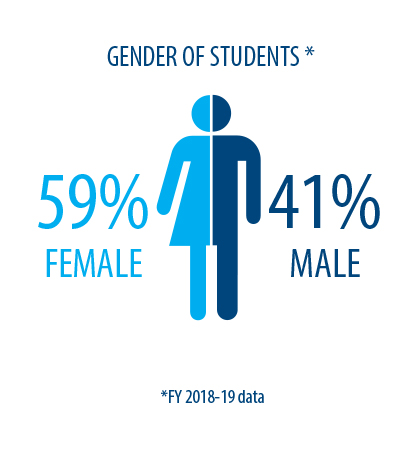 GENDER OF STUDENTS *
59% 41%
FEMALE MALE
*FY 2018-19 data